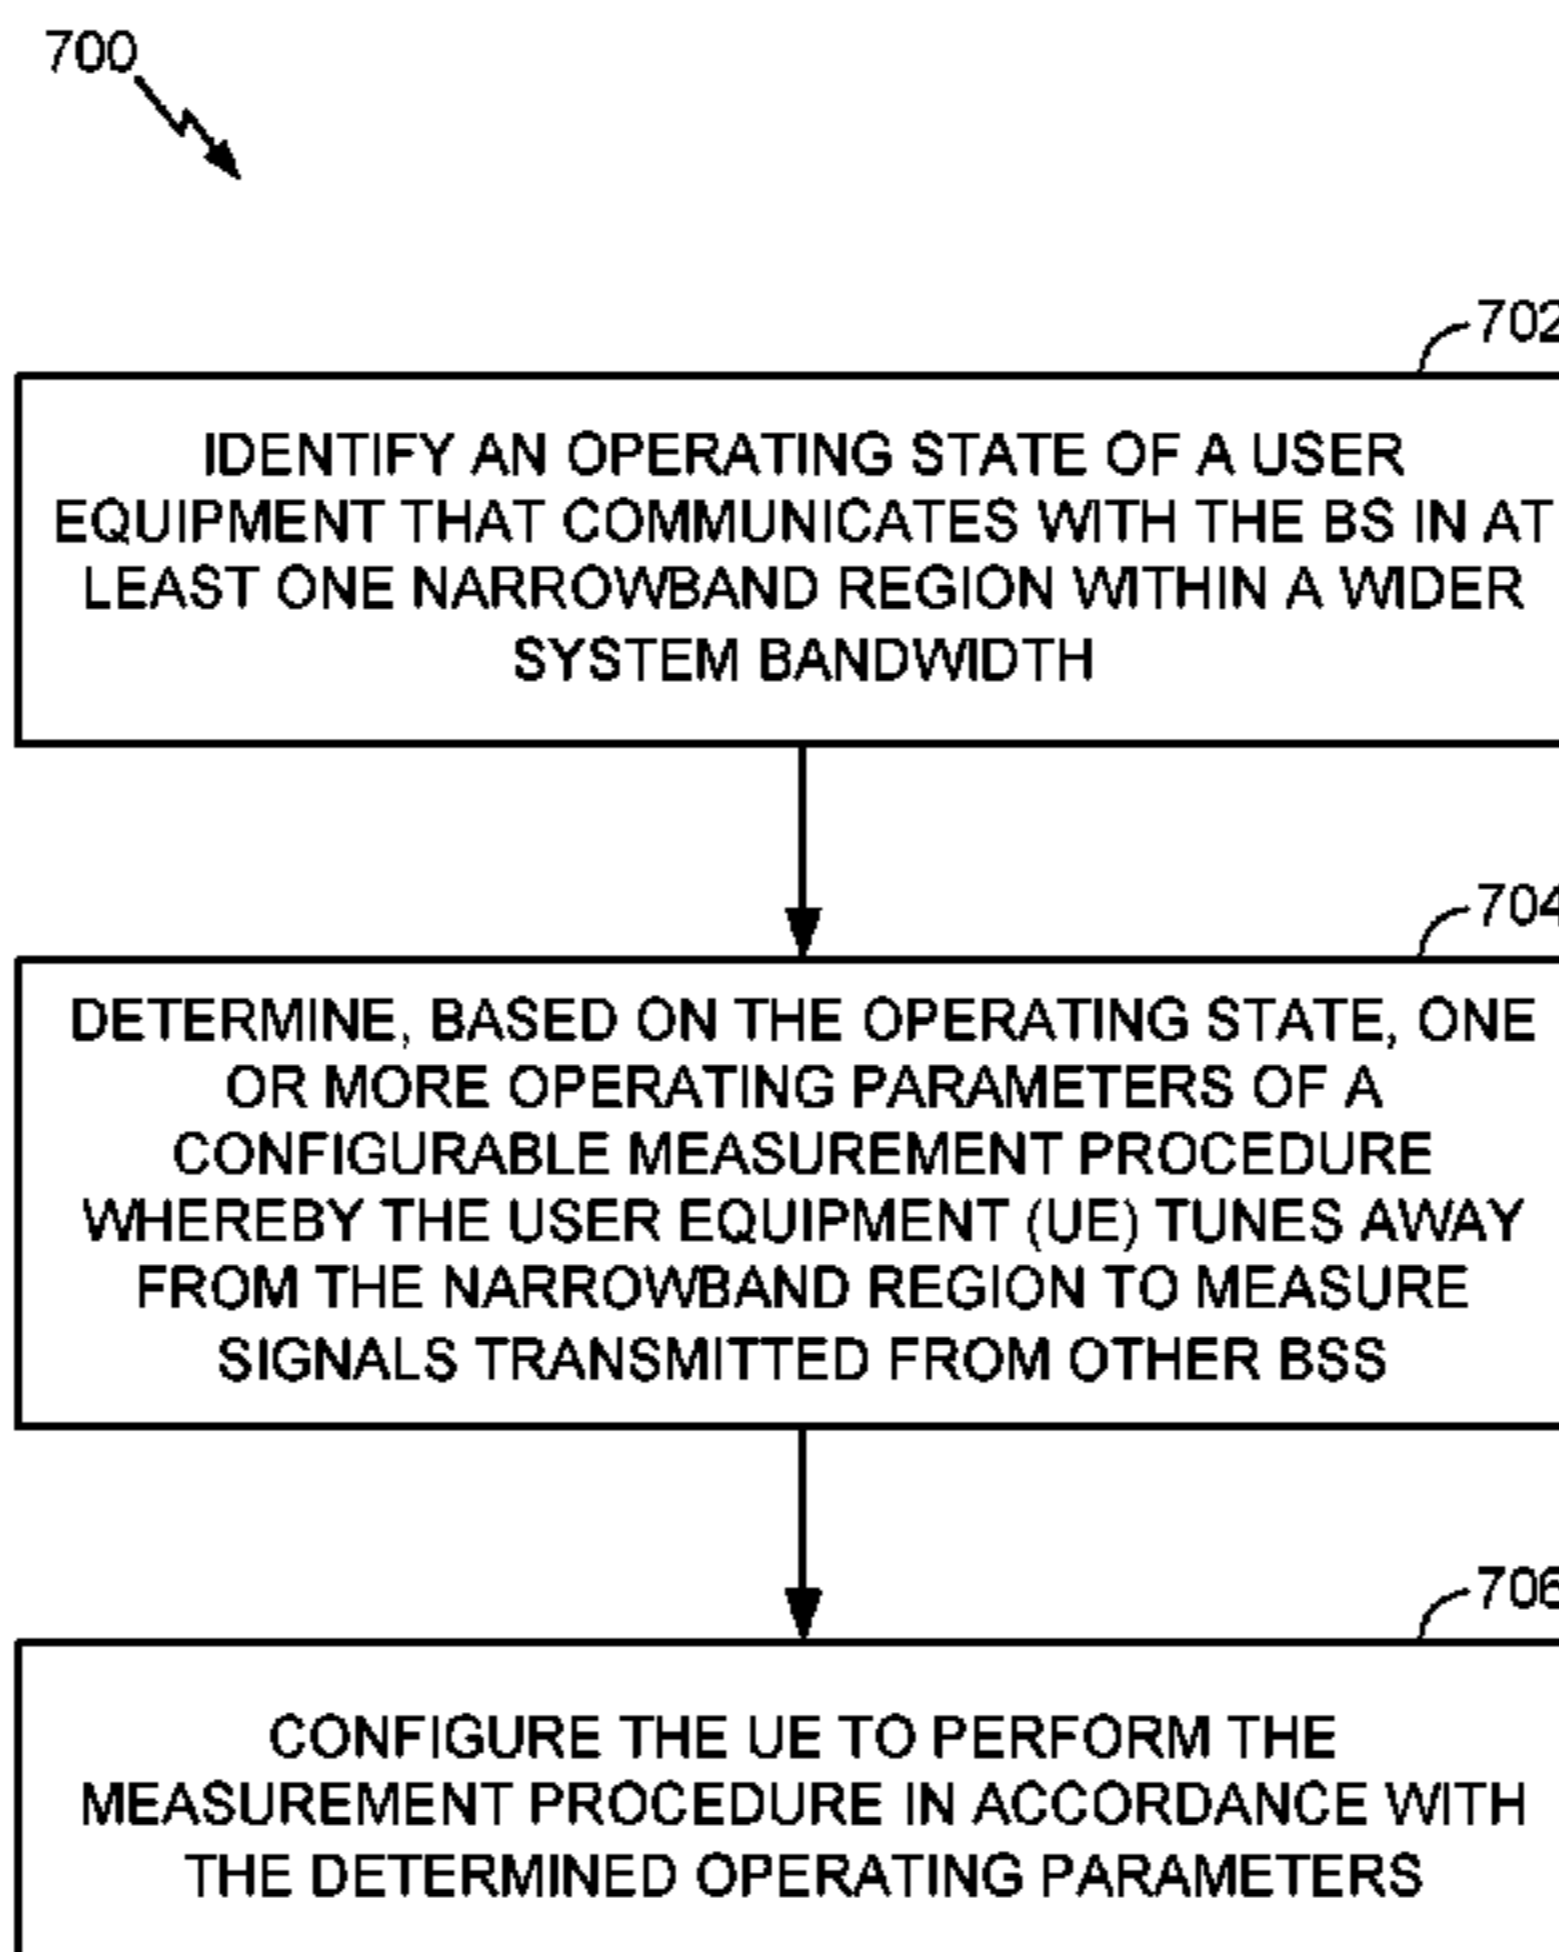 700
702
IDENTIFY AN OPERATING STATE OF A USER
EQUIPMENT THAT COMMUNICATES WITH THE BS IN AT
LEAST ONE NARROWBAND REGION WITHIN A WIDER
SYSTEM BANDWIDTH
704
DETERMINE, BASED ON THE OPERATING STATE, ONE
OR MORE OPERATING PARAMETERS OF A
CONFIGURABLE MEASUREMENT PROCEDURE
WHEREBY THE USER EQUIPMENT (UE) TUNES AWAY
FROM THE NARROWBAND REGION TO MEASURE
SIGNALS TRANSMITTED FROM OTHER BSS
706
CONFIGURE THE UE TO PERFORM THE
MEASUREMENT PROCEDURE IN ACCORDANCE WITH
THE DETERMINED OPERATING PARAMETERS